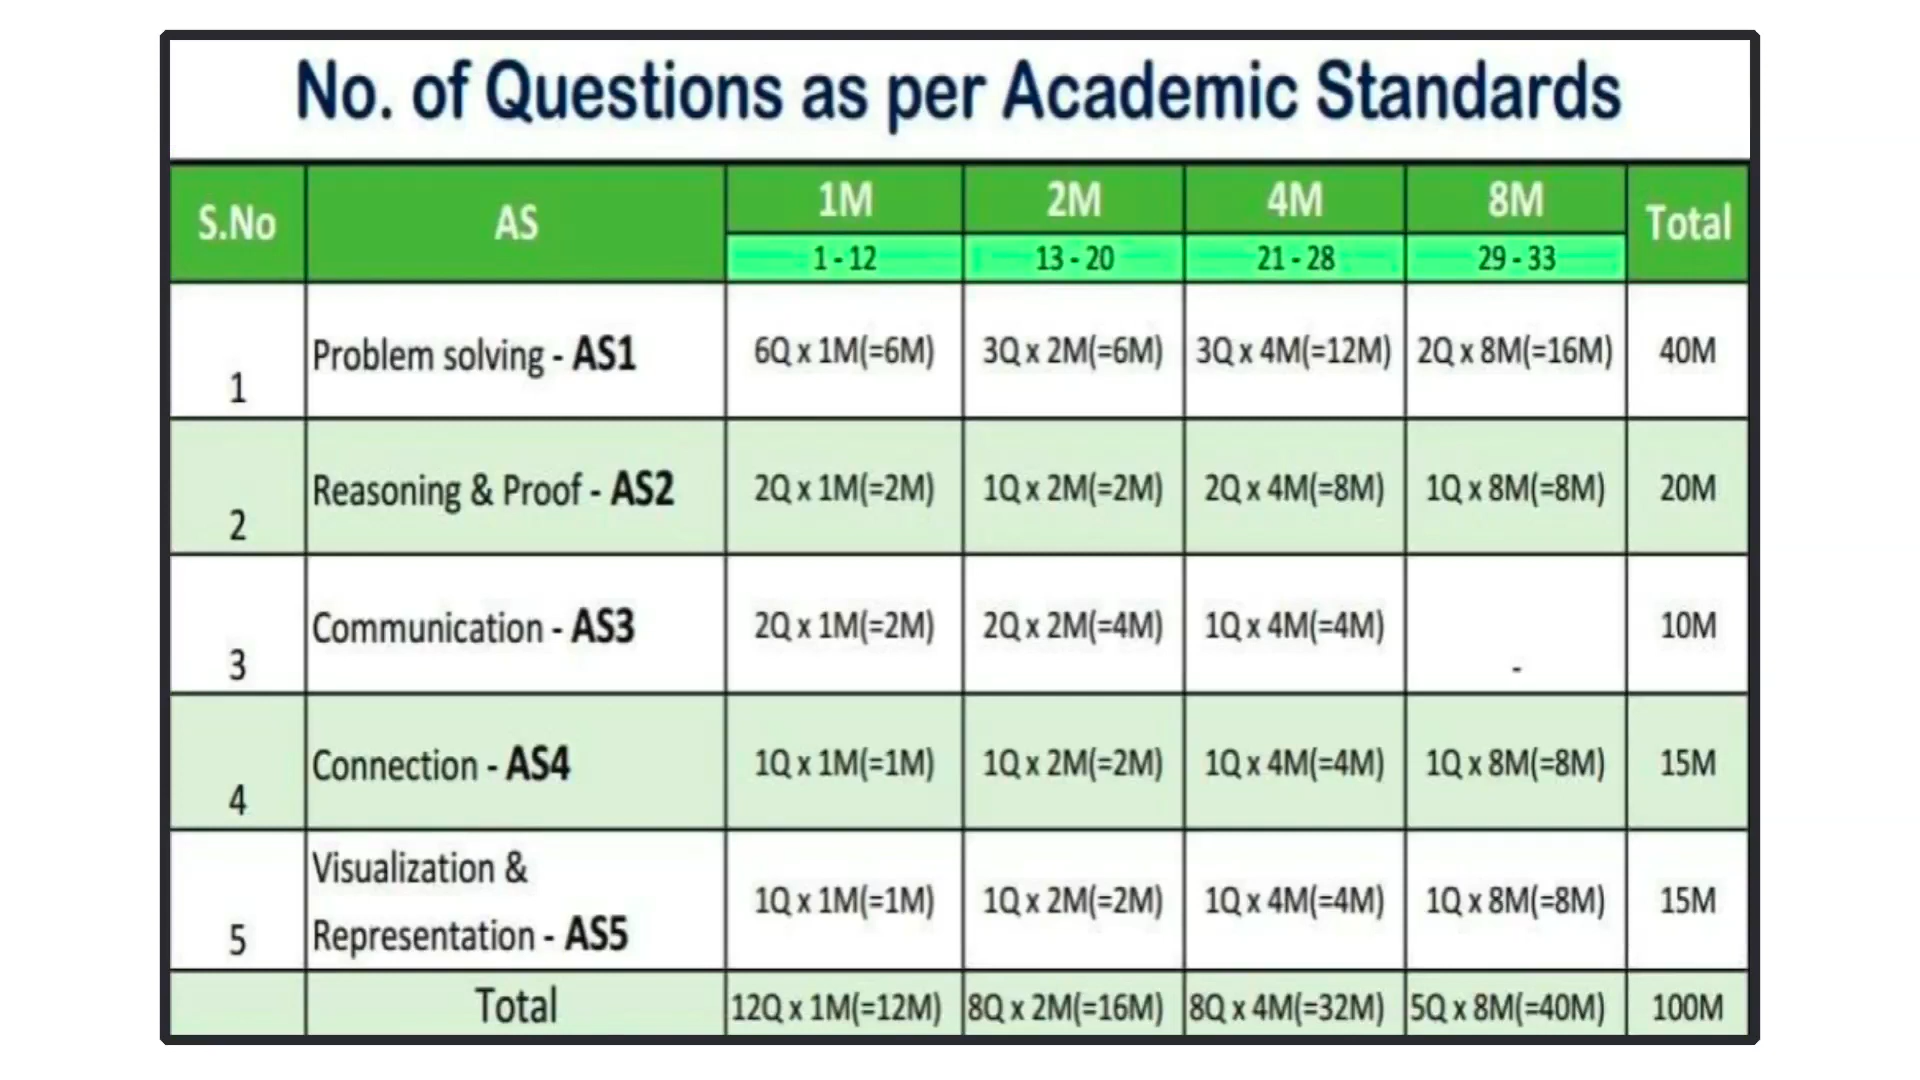 No. of Questions as per Academic Standards
S.No AS 1M 2M 4M 8M Total
1 - 12 13 - 20 21 - 28 29 - 33
1 Problem solving - AS1 6Q x 1M(=6M) 3Q x 2M(=6M) 3Q x 4M(=12M) 2Q x 8M(=16M) 40M
2 Reasoning & Proof - AS2 2Q x 1M(=2M) 1Q x 2M(=2M) 2Q x 4M(=8M) 1Q x 8M(=8M) 20M
3 Communication - AS3 2Q x 1M(=2M) 2Q x 2M(=4M) 1Q x 4M(=4M) - 10M
4 Connection - AS4 1Q x 1M(=1M) 1Q x 2M(=2M) 1Q x 4M(=4M) 1Q x 8M(=8M) 15M
Visualization &
5 Representation - AS5 1Q x 1M(=1M) 1Q x 2M(=2M) 1Q x 4M(=4M) 1Q x 8M(=8M) 15M
Total 12Q x 1M(=12M) 8Q x 2M(=16M) 8Q x 4M(=32M) 5Q x 8M(=40M) 100M